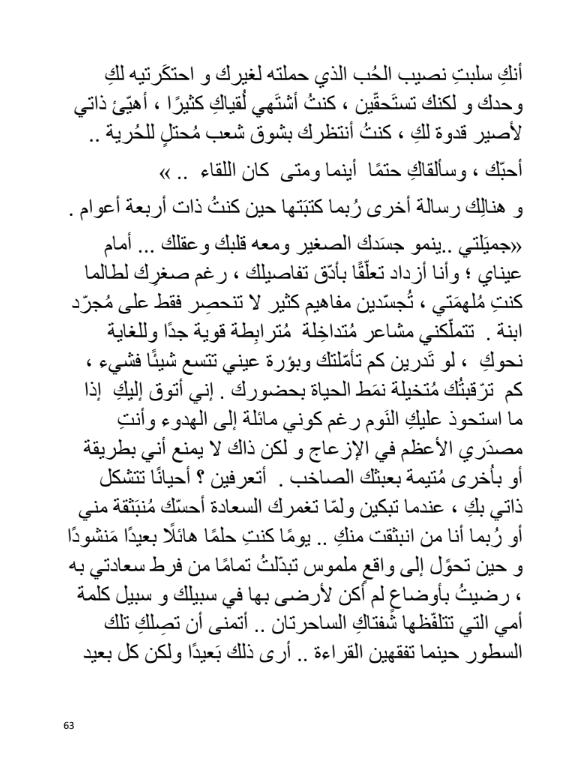 أنكِ سلبتِ نصيب الحُب الذي حملته لغيرك و احتكَرتيه لكِ
وحدك و لكنك تستَحقّين ، كنتُ أشتَهي لُقياكِ كثيرًا ، أهيّئ ذاتي
لأصير قدوة لكِ ، كنتُ أنتظرك بشوق شعب مُحتلٍ للحُرية ..
أحبّك ، وسألقاكِ حتمًا أينما ومتى كان اللقاء .. »
و هنالِك رسالة أخرى رُبما كتبَتها حين كنتُ ذات أربعة أعوام .
«جميَلتي ..ينمو جسَدك الصغير ومعه قلبك وعقلك ... أمام
عيناي ؛ وأنا أزداد تعلّقًا بأدّق تفاصيلك ، رغم صغرِك لطالما
كنتِ مُلهمَتي ، تُجسّدين مفاهيم كثير لا تنحصِر فقط على مُجرّد
ابنة . تتملّكني مشاعر مُتداخِلة مُترابِطة قوية جدًا وللغاية
نحوكِ ، لو تَدرين كم تأمّلتك وبؤرة عيني تتسع شيئًا فشيء ،
كم ترّقبتُك مُتخيلة نمَط الحياة بحضورك . إني أتوق إليكِ إذا
ما استحوذ عليكِ النَوم رغم كوني مائلة إلى الهدوء وأنتِ
مصدَري الأعظم في الإزعاج و لكن ذاك لا يمنع أني بطريقة
أو بأخرى مُتيمة بعبثك الصاخب . أتعرفين ؟ أحيانًا تتشكل
ذاتي بكِ ، عندما تبكين ولمّا تغمرك السعادة أحسّك مُنبَثقة مني
أو رُبما أنا من انبثقت منكِ .. يومًا كنتِ حلمًا هائلًا بعيدًا مَنشودًا
و حين تحوّل إلى واقعٍ ملموس تبدّلتُ تمامًا من فرط سعادتي به
، رضيتُ بأوضاعٍ لم أكن لأرضى بها في سبيلك و سبيل كلمة
أمي التي تتلفّظها شفتاكِ الساحرتان .. أتمنى أن تصِلكِ تلك
السطور حينما تفقهين القراءة .. أرى ذلك بَعيدًا ولكن كل بعيد
63